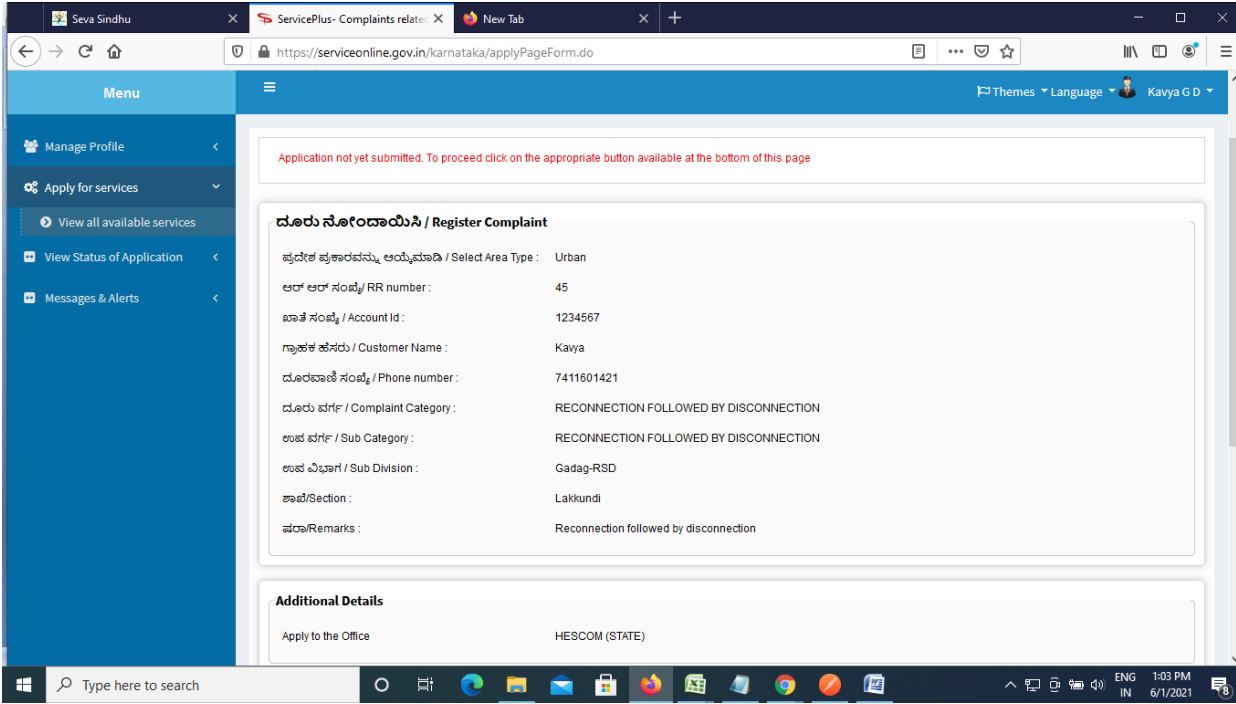 Seva Sindhu
ServicePlus- Complaints related
New Tab
https://serviceonline.gov.in/karnataka/applyPageForm.do
Menu
Themes Language Kavya G D
Manage Profile
Apply for services
View all available services
View Status of Application
Messages & Alerts
Application not yet submitted. To proceed click on the appropriate button available at the bottom of this page
ದೂರು ನೋಂದಾಯಿಸಿ / Register Complaint
ಪ್ರದೇಶ ಪ್ರಕಾರವನ್ನು ಆಯ್ಕೆಮಾಡಿ / Select Area Type : Urban
ಆರ್ ಆರ್ ಸಂಖ್ಯೆ/ RR number : 45
ಖಾತೆ ಸಂಖ್ಯೆ / Account Id : 1234567
ಗ್ರಾಹಕ ಹೆಸರು / Customer Name : Kavya
ದೂರವಾಣಿ ಸಂಖ್ಯೆ / Phone number : 7411601421
ದೂರು ವರ್ಗ / Complaint Category : RECONNECTION FOLLOWED BY DISCONNECTION
ಉಪ ವರ್ಗ / Sub Category : RECONNECTION FOLLOWED BY DISCONNECTION
ಉಪ ವಿಭಾಗ / Sub Division : Gadag-RSD
ಶಾಖೆ/Section : Lakkundi
ಷರಾ/Remarks : Reconnection followed by disconnection
Additional Details
Apply to the Office HESCOM (STATE)
Type here to search
ENG
IN
1:03 PM
6/1/2021
8